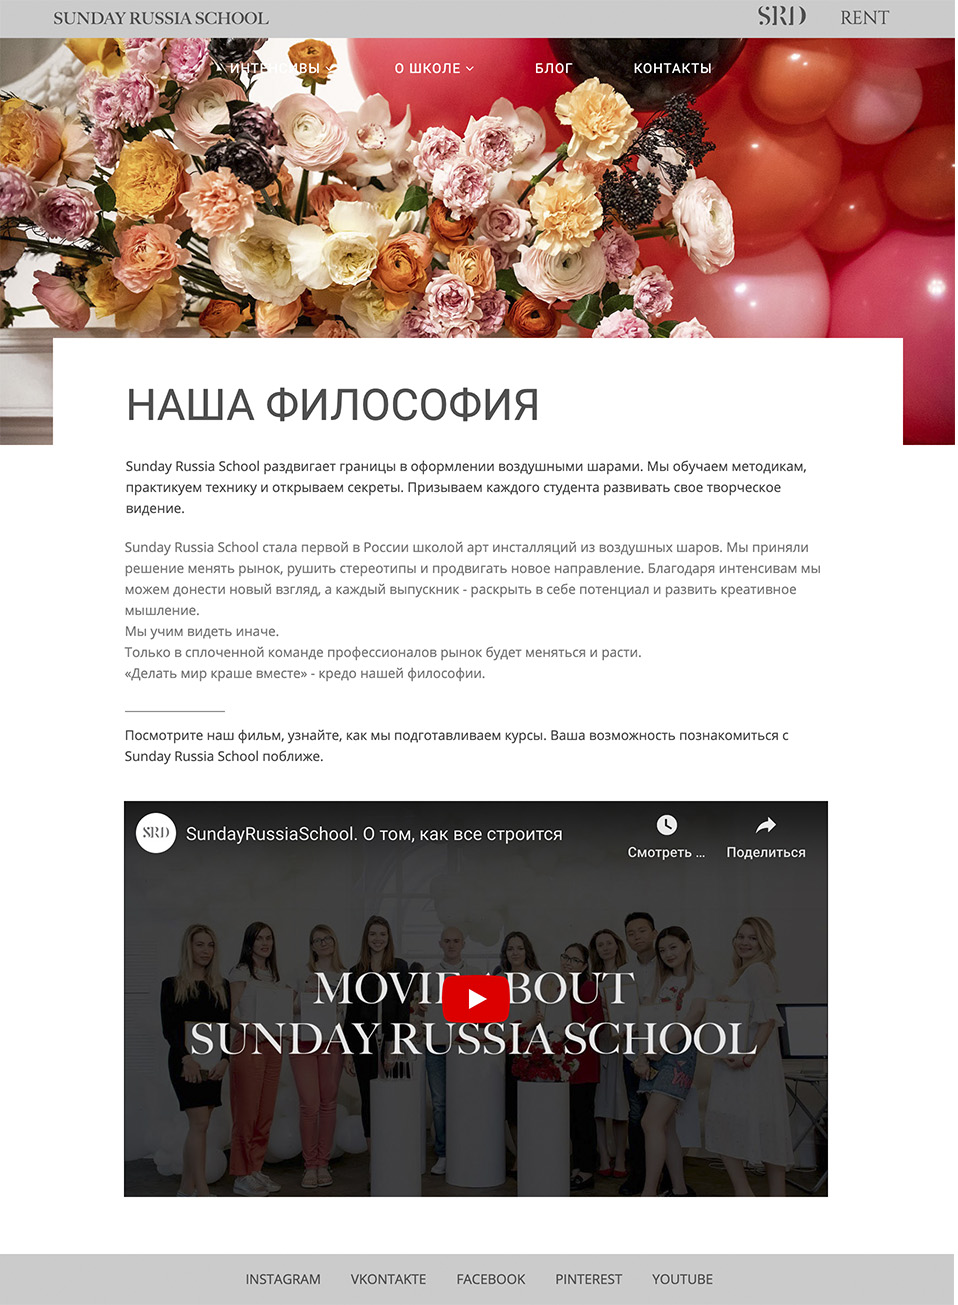 SUNDAY RUSSIA SCHOOL
SRD RENT
ИНТЕНСИВЫ О ШКОЛЕ БЛОГ КОНТАКТЫ
НАША ФИЛОСОФИЯ
Sunday Russia School раздвигает границы в оформлении воздушными шарами. Мы обучаем методикам,
практикуем технику и открываем секреты. Призываем каждого студента развивать свое творческое
видение.
Sunday Russia School стала первой в России школой арт инсталляций из воздушных шаров. Мы приняли
решение менять рынок, рушить стереотипы и продвигать новое направление. Благодаря интенсивам мы
можем донести новый взгляд, а каждый выпускник - раскрыть в себе потенциал и развить креативное
мышление.
Мы учим видеть иначе.
Только в сплоченной команде профессионалов рынок будет меняться и расти.
«Делать мир краше вместе» - кредо нашей философии.
Посмотрите наш фильм, узнайте, как мы подготавливаем курсы. Ваша возможность познакомиться с
Sunday Russia School поближе.
SRD SundayRussiaSchool. О том, как все строится
Смотреть ... Поделиться
MOVIE ABOUT
SUNDAY RUSSIA SCHOOL
INSTAGRAM VKONTAKTE FACEBOOK PINTEREST YOUTUBE